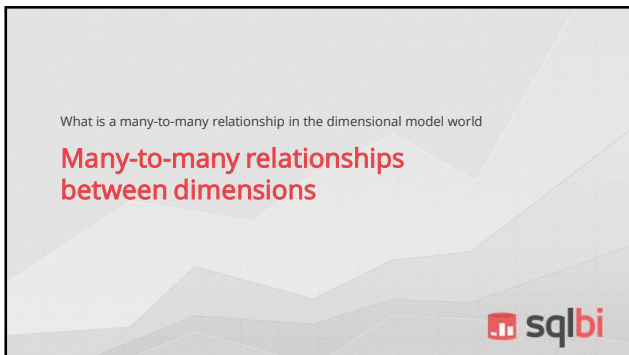 What is a many-to-many relationship in the dimensional model world
Many-to-many relationships
between dimensions
sqlbi